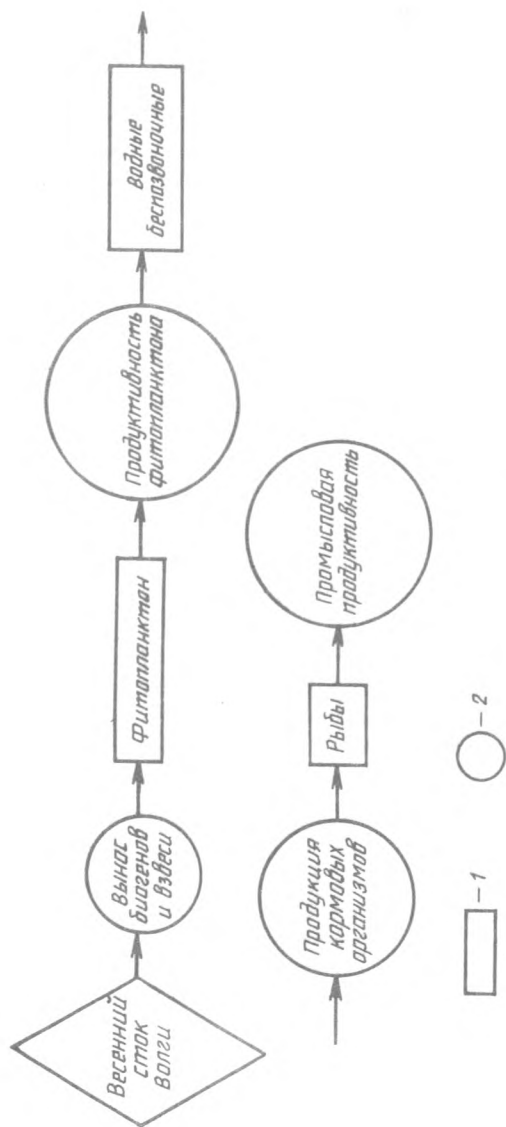 Весенний
сток
Волги
Вынос
биогенов
и взвеси
Фитопланктон
Продуктивность
фитопланктона
Водные
беспозвоночные
Продукция
кормовых
организмов
Рыбы
Промысловая
продуктивность
– 1
– 2